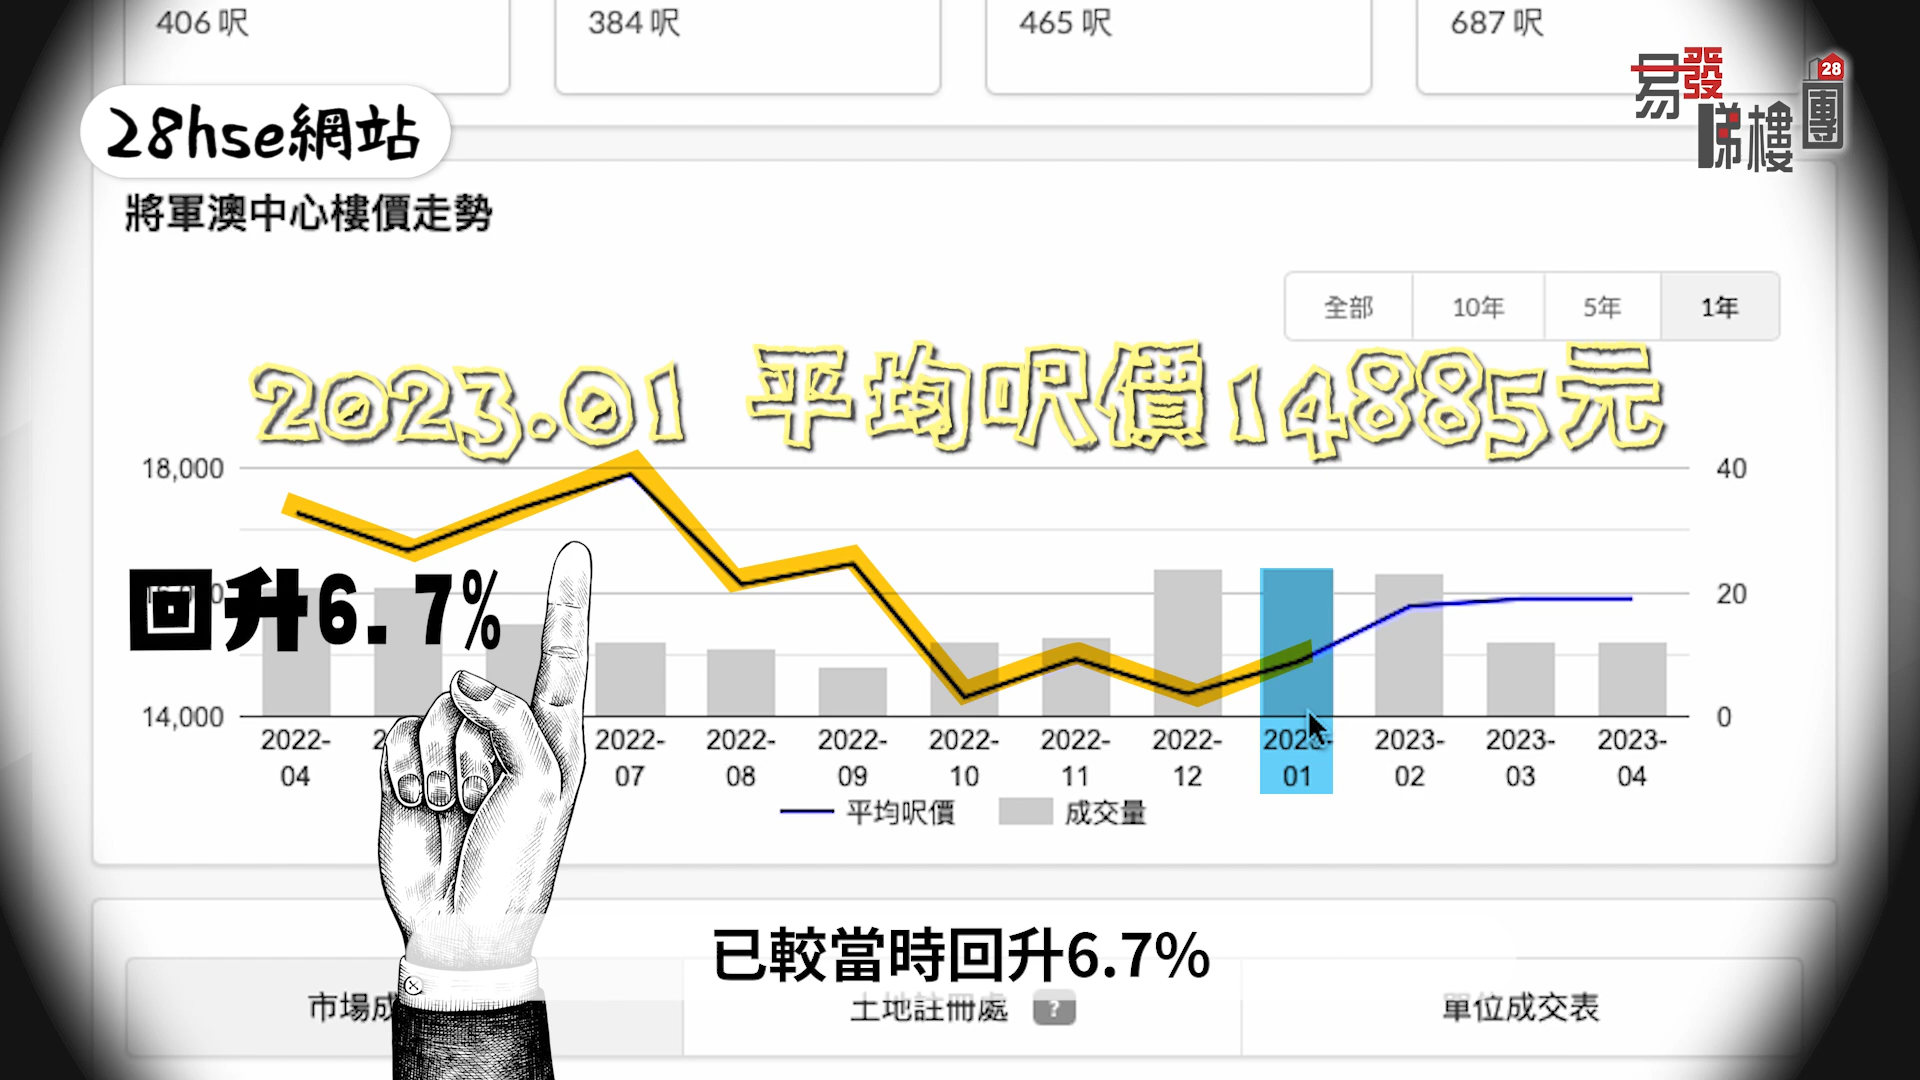 406 呎
384 呎
465 呎
687 呎
易發睇樓團
28
28hse網站
將軍澳中心樓價走勢
全部
10年
5年
1年
2023.01 平均呎價14885元
18,000
40
回升6.7%
20
14,000
0
2022-04
2022-07
2022-08
2022-09
2022-10
2022-11
2022-12
2023-01
2023-02
2023-03
2023-04
平均呎價
成交量
已較當時回升6.7%
市場成
土地註冊處 ?
單位成交表